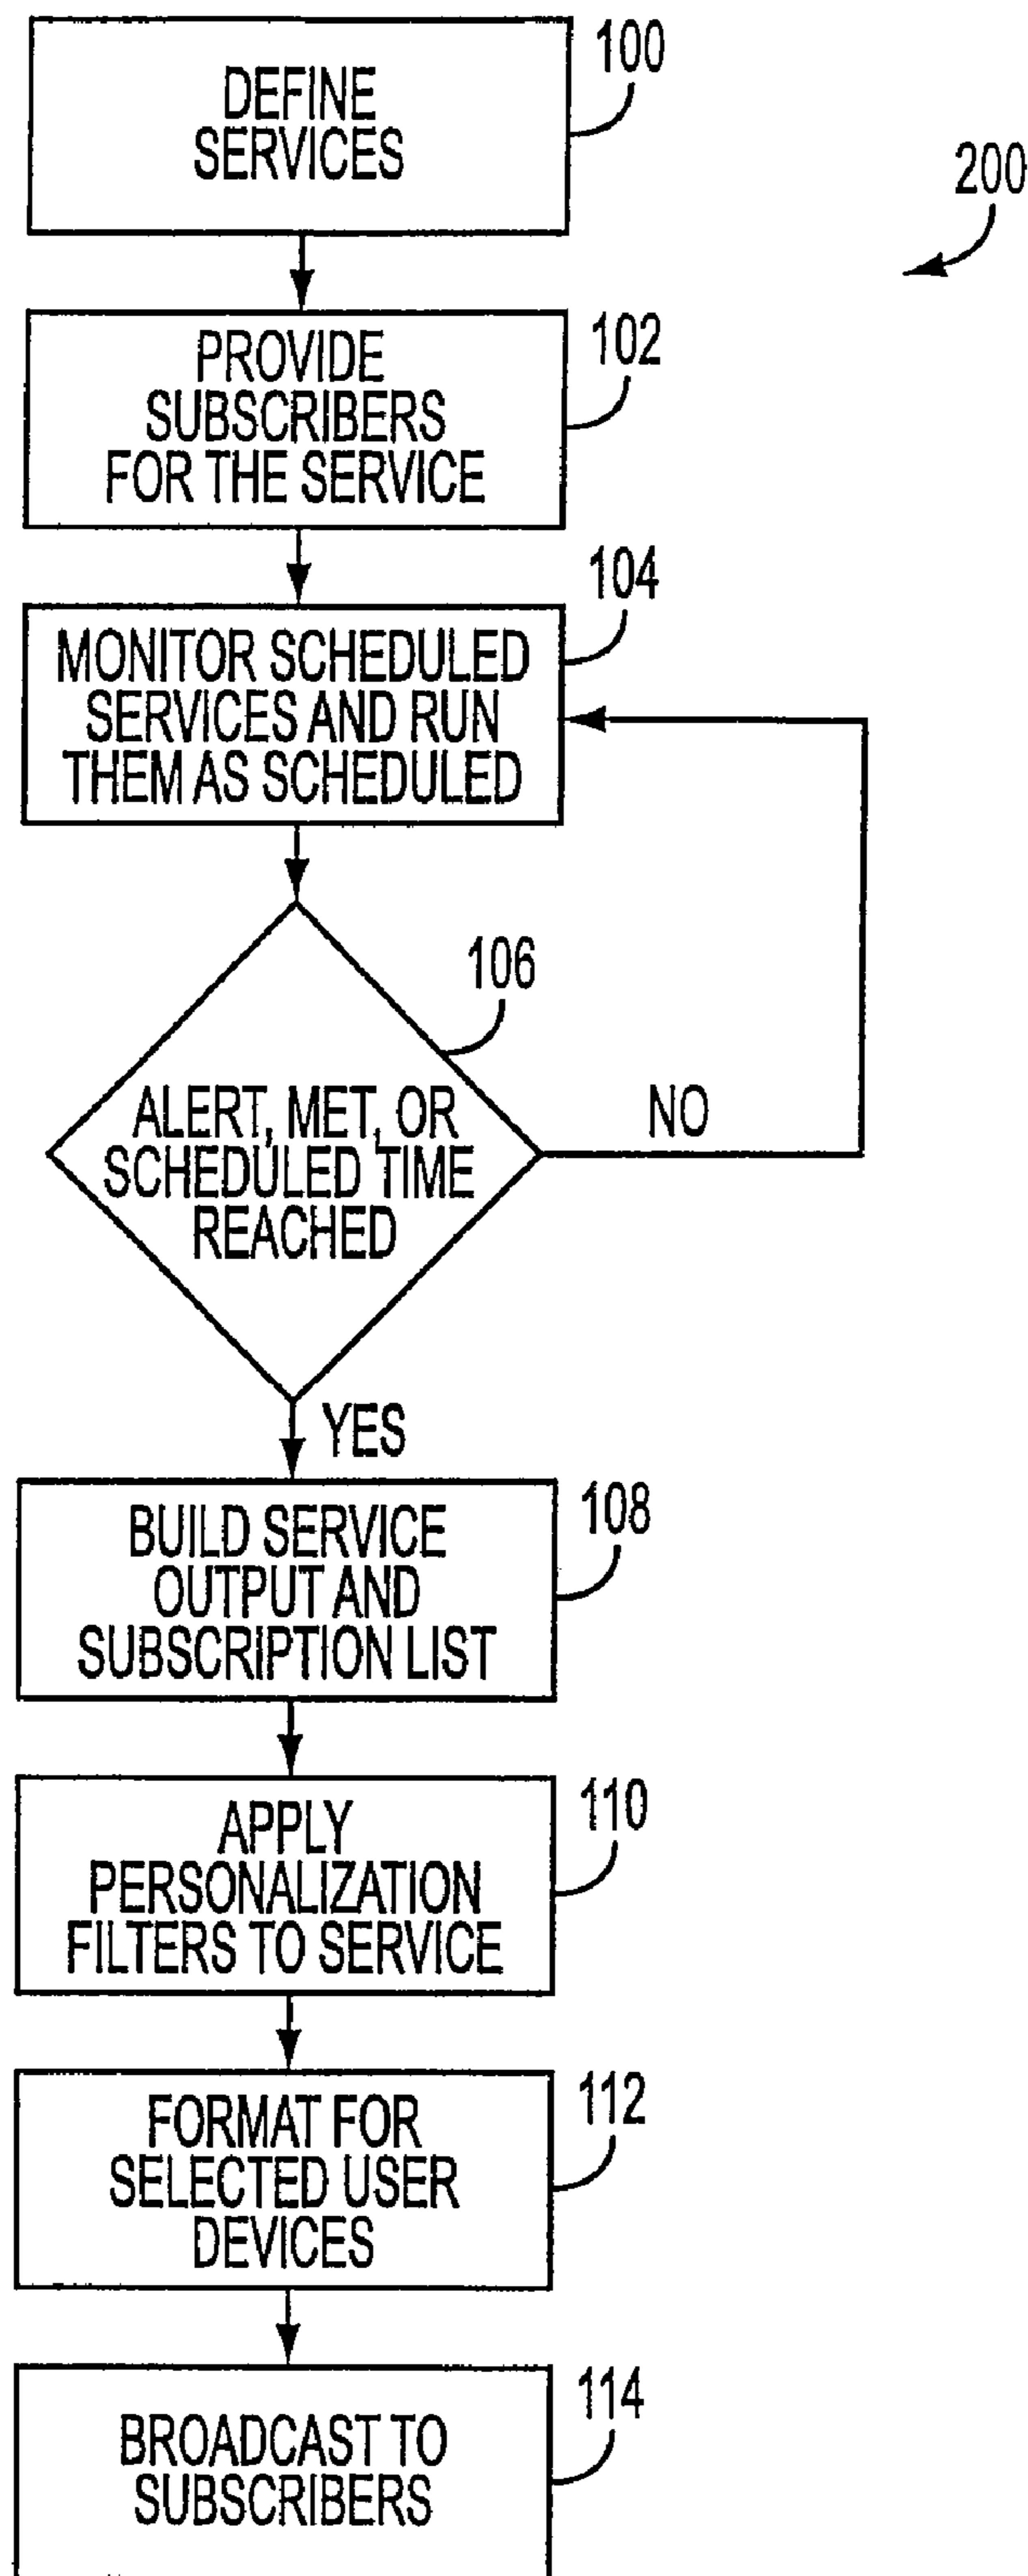 DEFINE
SERVICES
100
200
PROVIDE
SUBSCRIBERS
FOR THE SERVICE
102
MONITOR SCHEDULED
SERVICES AND RUN
THEM AS SCHEDULED
104
ALERT, MET, OR
SCHEDULED TIME
REACHED
106
NO
YES
BUILD SERVICE
OUTPUT AND
SUBSCRIPTION LIST
108
APPLY
PERSONALIZATION
FILTERS TO SERVICE
110
FORMAT FOR
SELECTED USER
DEVICES
112
BROADCAST TO
SUBSCRIBERS
114